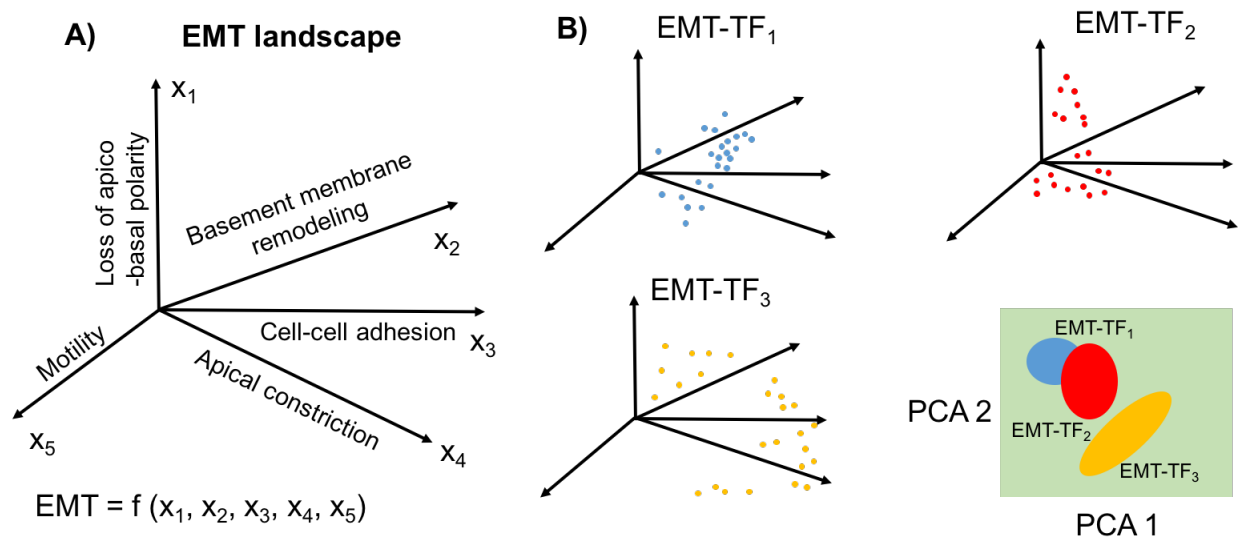 A)
EMT landscape
x1
Loss of apico
-basal polarity
Basement membrane
remodeling
x2
Cell-cell adhesion
x3
Apical constriction
x4
Motility
x5
EMT = f (x1, x2, x3, x4, x5)
B)
EMT-TF1
EMT-TF2
EMT-TF3
EMT-TF1
EMT-TF2
EMT-TF3
PCA 2
PCA 1